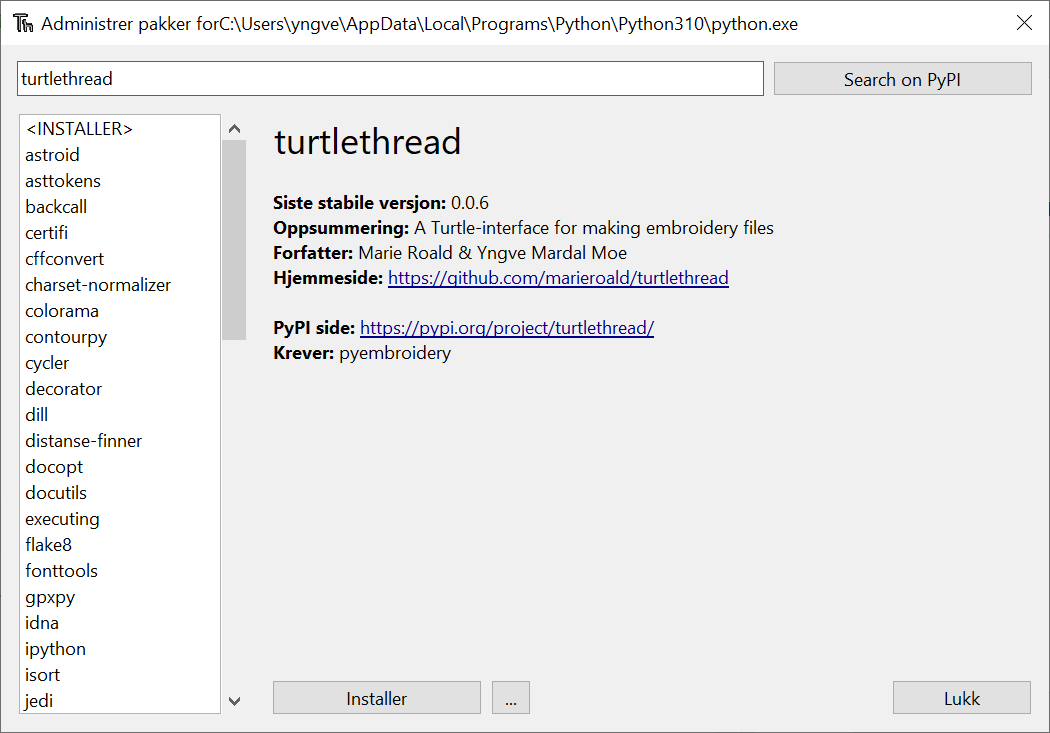 Administrer pakker forC:\Users\yngve\AppData\Local\Programs\Python\Python310\python.exe
turtlethread
Search on PyPI
<INSTALLER>
astroid
asttokens
backcall
certifi
cffconvert
charset-normalizer
colorama
contourpy
cycler
decorator
dill
distanse-finner
docopt
docutils
executing
flake8
fonttools
gpxpy
idna
ipython
isort
jedi
turtlethread
Siste stabile versjon: 0.0.6
Oppsummering: A Turtle-interface for making embroidery files
Forfatter: Marie Roald & Yngve Mardal Moe
Hjemmeside: https://github.com/marieroald/turtlethread
PyPI side: https://pypi.org/project/turtlethread/
Krever: pyembroidery
Installer
...
Lukk